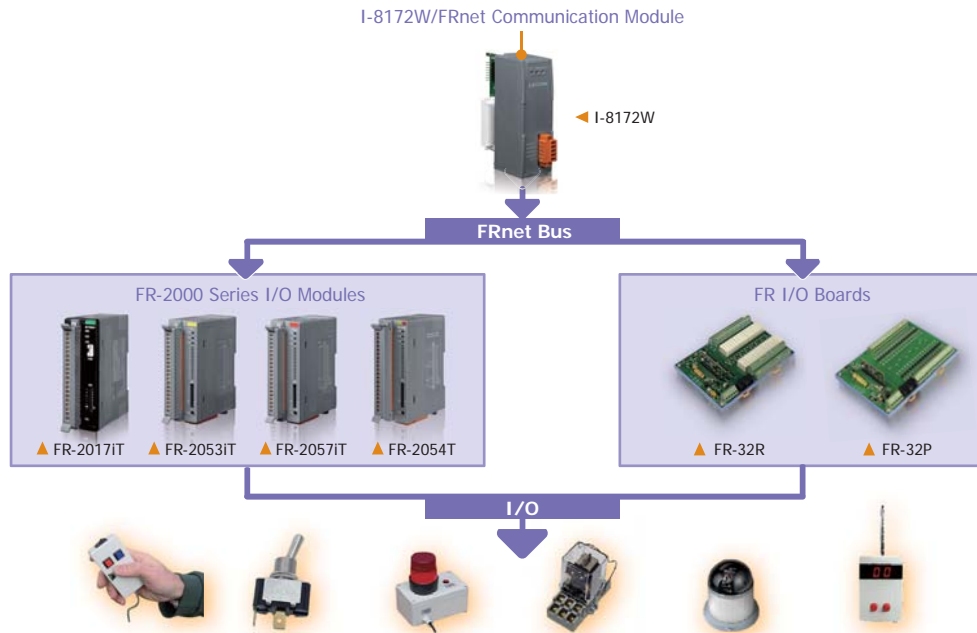 I-8172W/FRnet Communication Module
I-8172W
FRnet Bus
FR-2000 Series I/O Modules
FR I/O Boards
FR-2017iT
FR-2053iT
FR-2057iT
FR-2054T
FR-32R
FR-32P
I/O
00